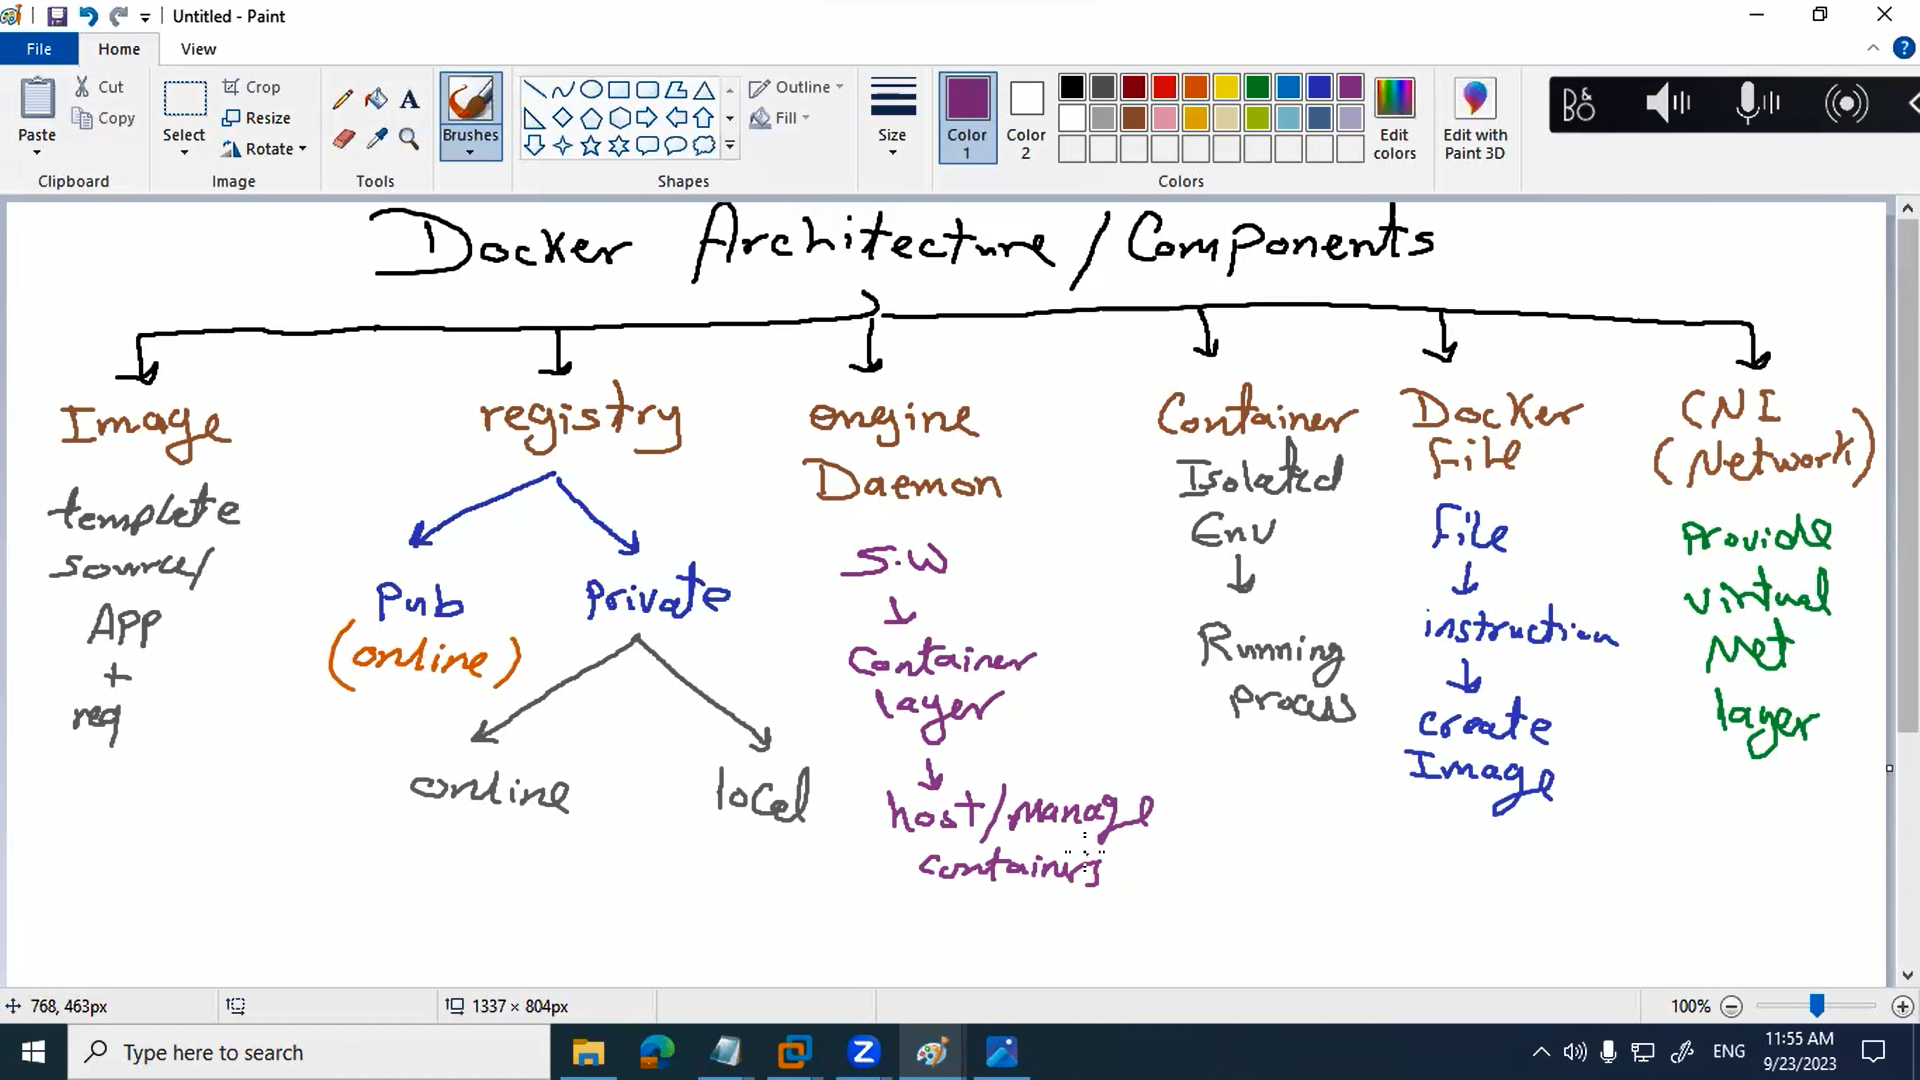 Untitled - Paint
File
Home
View
Paste
Cut
Copy
Clipboard
Select
Crop
Resize
Rotate
Image
Tools
Brushes
Shapes
Outline
Fill
Size
Color
1
Color
2
Edit
colors
Edit with
Paint 3D
Colors
Docker Architecture/Components
Image
template
source/
APP
+
req
registry
Pub
(online)
Private
online
local
engine
Daemon
S.W
Container
layer
host/manage
containers
Container
Isolated
Env
Running
process
Docker
File
File
instruction
create
Image
CNI
(Network)
Provide
virtual
Net
layer
768, 463px
1337 × 804px
100%
Type here to search
ENG
11:55 AM
9/23/2023